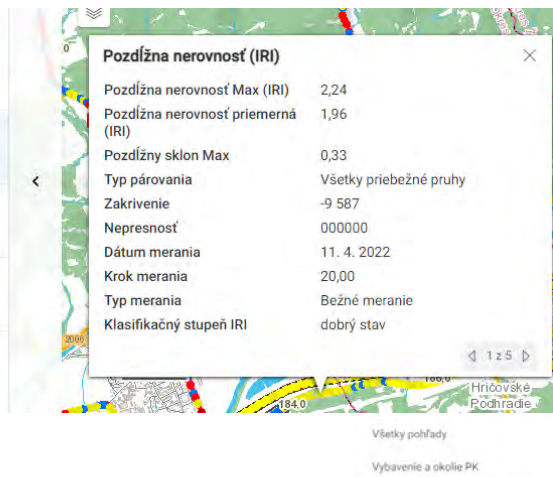 Pozdĺžna nerovnosť (IRI)
Pozdĺžna nerovnosť Max (IRI) 2,24
Pozdĺžna nerovnosť priemerná (IRI) 1,96
Pozdĺžny sklon Max 0,33
Typ párovania Všetky priebežné pruhy
Zakrivenie -9 587
Nepresnosť 000000
Dátum merania 11. 4. 2022
Krok merania 20,00
Typ merania Bežné meranie
Klasifikačný stupeň IRI dobrý stav
1 z 5
184,0
Hričovské
Podhradie
Všetky pohľady
Vybavenie a okolie PK